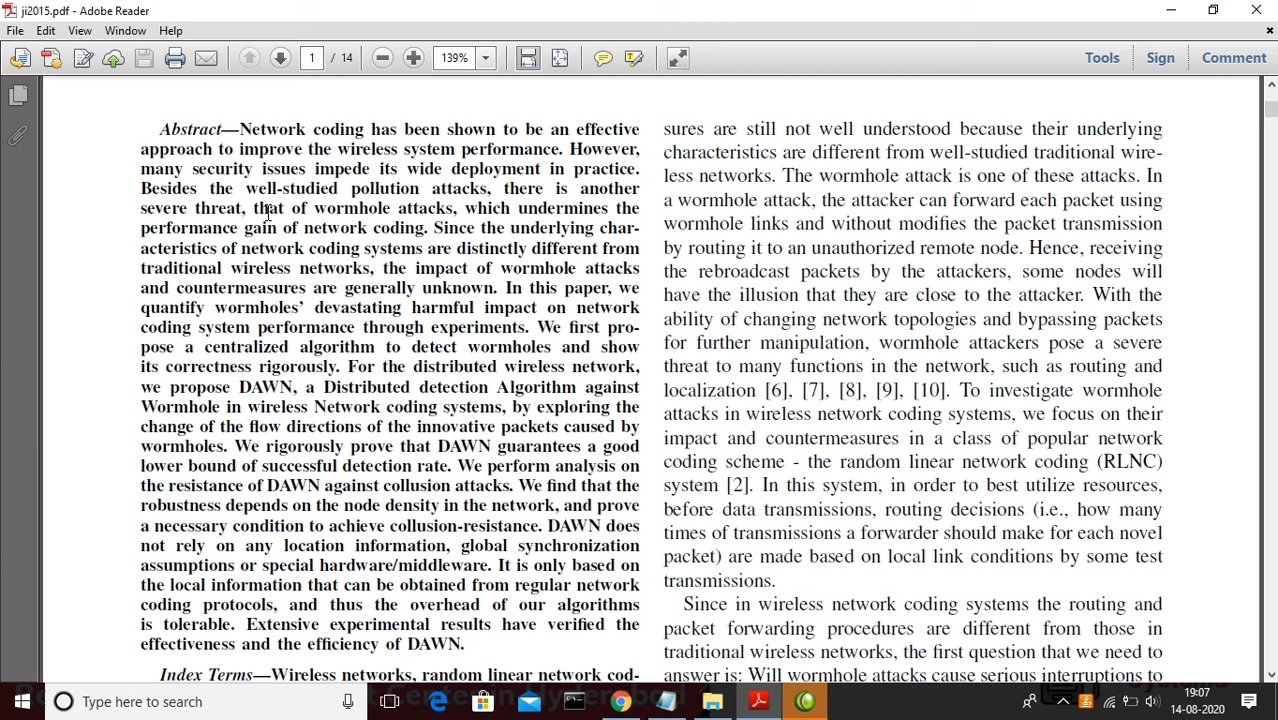 ji2015.pdf - Adobe Reader
File Edit View Window Help
1 / 14 139% Tools Sign Comment
Abstract—Network coding has been shown to be an effective
approach to improve the wireless system performance. However,
many security issues impede its wide deployment in practice.
Besides the well-studied pollution attacks, there is another
severe threat, that of wormhole attacks, which undermines the
performance gain of network coding. Since the underlying char-
acteristics of network coding systems are distinctly different from
traditional wireless networks, the impact of wormhole attacks
and countermeasures are generally unknown. In this paper, we
quantify wormholes' devastating harmful impact on network
coding system performance through experiments. We first pro-
pose a centralized algorithm to detect wormholes and show
its correctness rigorously. For the distributed wireless network,
we propose DAWN, a Distributed detection Algorithm against
Wormhole in wireless Network coding systems, by exploring the
change of the flow directions of the innovative packets caused by
wormholes. We rigorously prove that DAWN guarantees a good
lower bound of successful detection rate. We perform analysis on
the resistance of DAWN against collusion attacks. We find that the
robustness depends on the node density in the network, and prove
a necessary condition to achieve collusion-resistance. DAWN does
not rely on any location information, global synchronization
assumptions or special hardware/middleware. It is only based on
the local information that can be obtained from regular network
coding protocols, and thus the overhead of our algorithms
is tolerable. Extensive experimental results have verified the
effectiveness and the efficiency of DAWN.
Index Terms—Wireless networks, random linear network cod-
sures are still not well understood because their underlying
characteristics are different from well-studied traditional wire-
less networks. The wormhole attack is one of these attacks. In
a wormhole attack, the attacker can forward each packet using
wormhole links and without modifies the packet transmission
by routing it to an unauthorized remote node. Hence, receiving
the rebroadcast packets by the attackers, some nodes will
have the illusion that they are close to the attacker. With the
ability of changing network topologies and bypassing packets
for further manipulation, wormhole attackers pose a severe
threat to many functions in the network, such as routing and
localization [6], [7], [8], [9], [10]. To investigate wormhole
attacks in wireless network coding systems, we focus on their
impact and countermeasures in a class of popular network
coding scheme - the random linear network coding (RLNC)
system [2]. In this system, in order to best utilize resources,
before data transmissions, routing decisions (i.e., how many
times of transmissions a forwarder should make for each novel
packet) are made based on local link conditions by some test
transmissions.
Since in wireless network coding systems the routing and
packet forwarding procedures are different from those in
traditional wireless networks, the first question that we need to
answer is: Will wormhole attacks cause serious interruptions to
Type here to search
19:07
14-08-2020